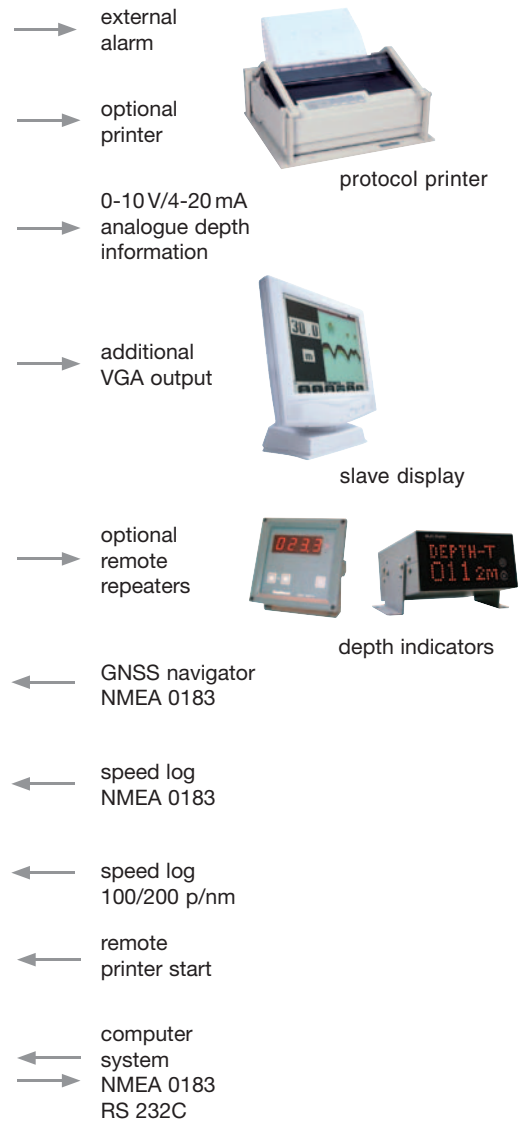 external
alarm
optional
printer
protocol printer
0-10 V/4-20 mA
analogue depth
information
30.0
m
additional
VGA output
slave display
optional
remote
repeaters
023.3
DEPTH-T
011 2m
depth indicators
GNSS navigator
NMEA 0183
speed log
NMEA 0183
speed log
100/200 p/nm
remote
printer start
computer
system
NMEA 0183
RS 232C